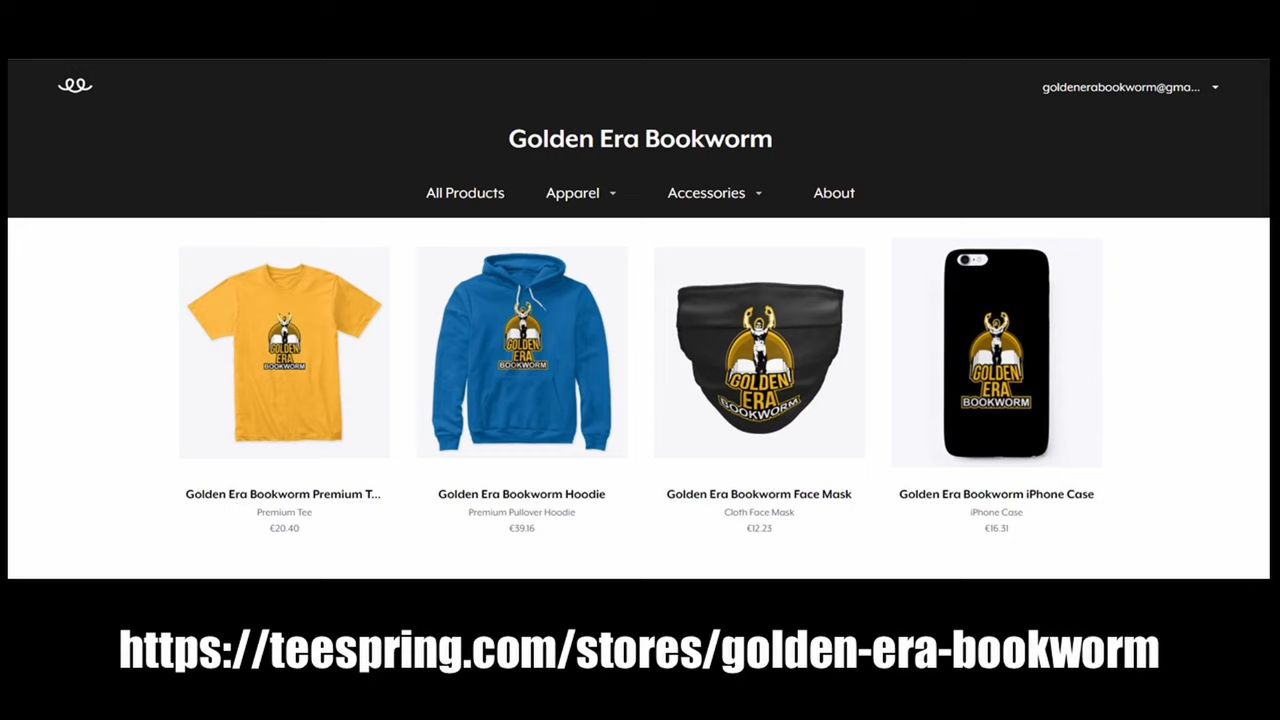 goldenerabookworm@gma...
Golden Era Bookworm
All Products Apparel Accessories About
GOLDEN ERA BOOKWORM
GOLDEN ERA BOOKWORM
GOLDEN ERA BOOKWORM
GOLDEN ERA BOOKWORM
Golden Era Bookworm Premium T... Golden Era Bookworm Hoodie Golden Era Bookworm Face Mask Golden Era Bookworm iPhone Case
Premium Tee Premium Pullover Hoodie Cloth Face Mask iPhone Case
€20.40 €39.16 €12.23 €16.31
https://teespring.com/stores/golden-era-bookworm